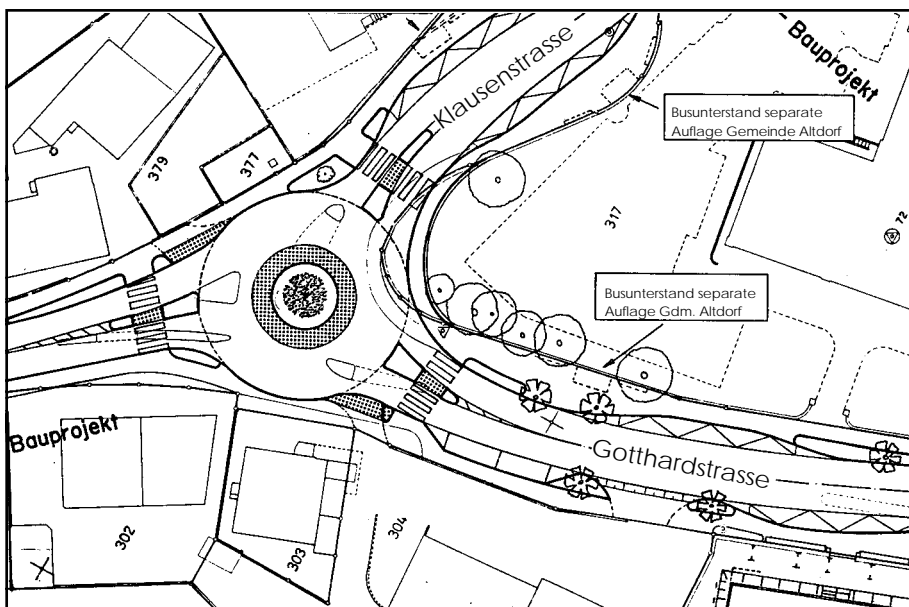 Klausenstrasse
Bauprojekt
Busunterstand separate
Auflage Gemeinde Altdorf
379
377
317
72
Busunterstand separate
Auflage Gdm. Altdorf
Bauprojekt
Gotthardstrasse
302
303
304